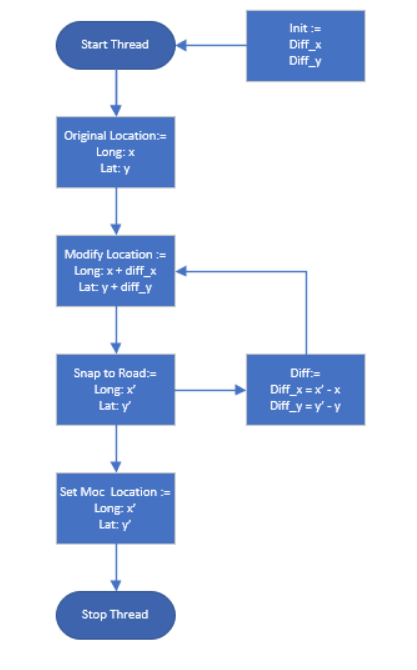 Start Thread
Init :=
Diff_x
Diff_y
Original Location:=
Long: x
Lat: y
Modify Location :=
Long: x + diff_x
Lat: y + diff_y
Snap to Road:=
Long: x’
Lat: y’
Diff:=
Diff_x = x’ - x
Diff_y = y’ - y
Set Moc Location :=
Long: x’
Lat: y’
Stop Thread